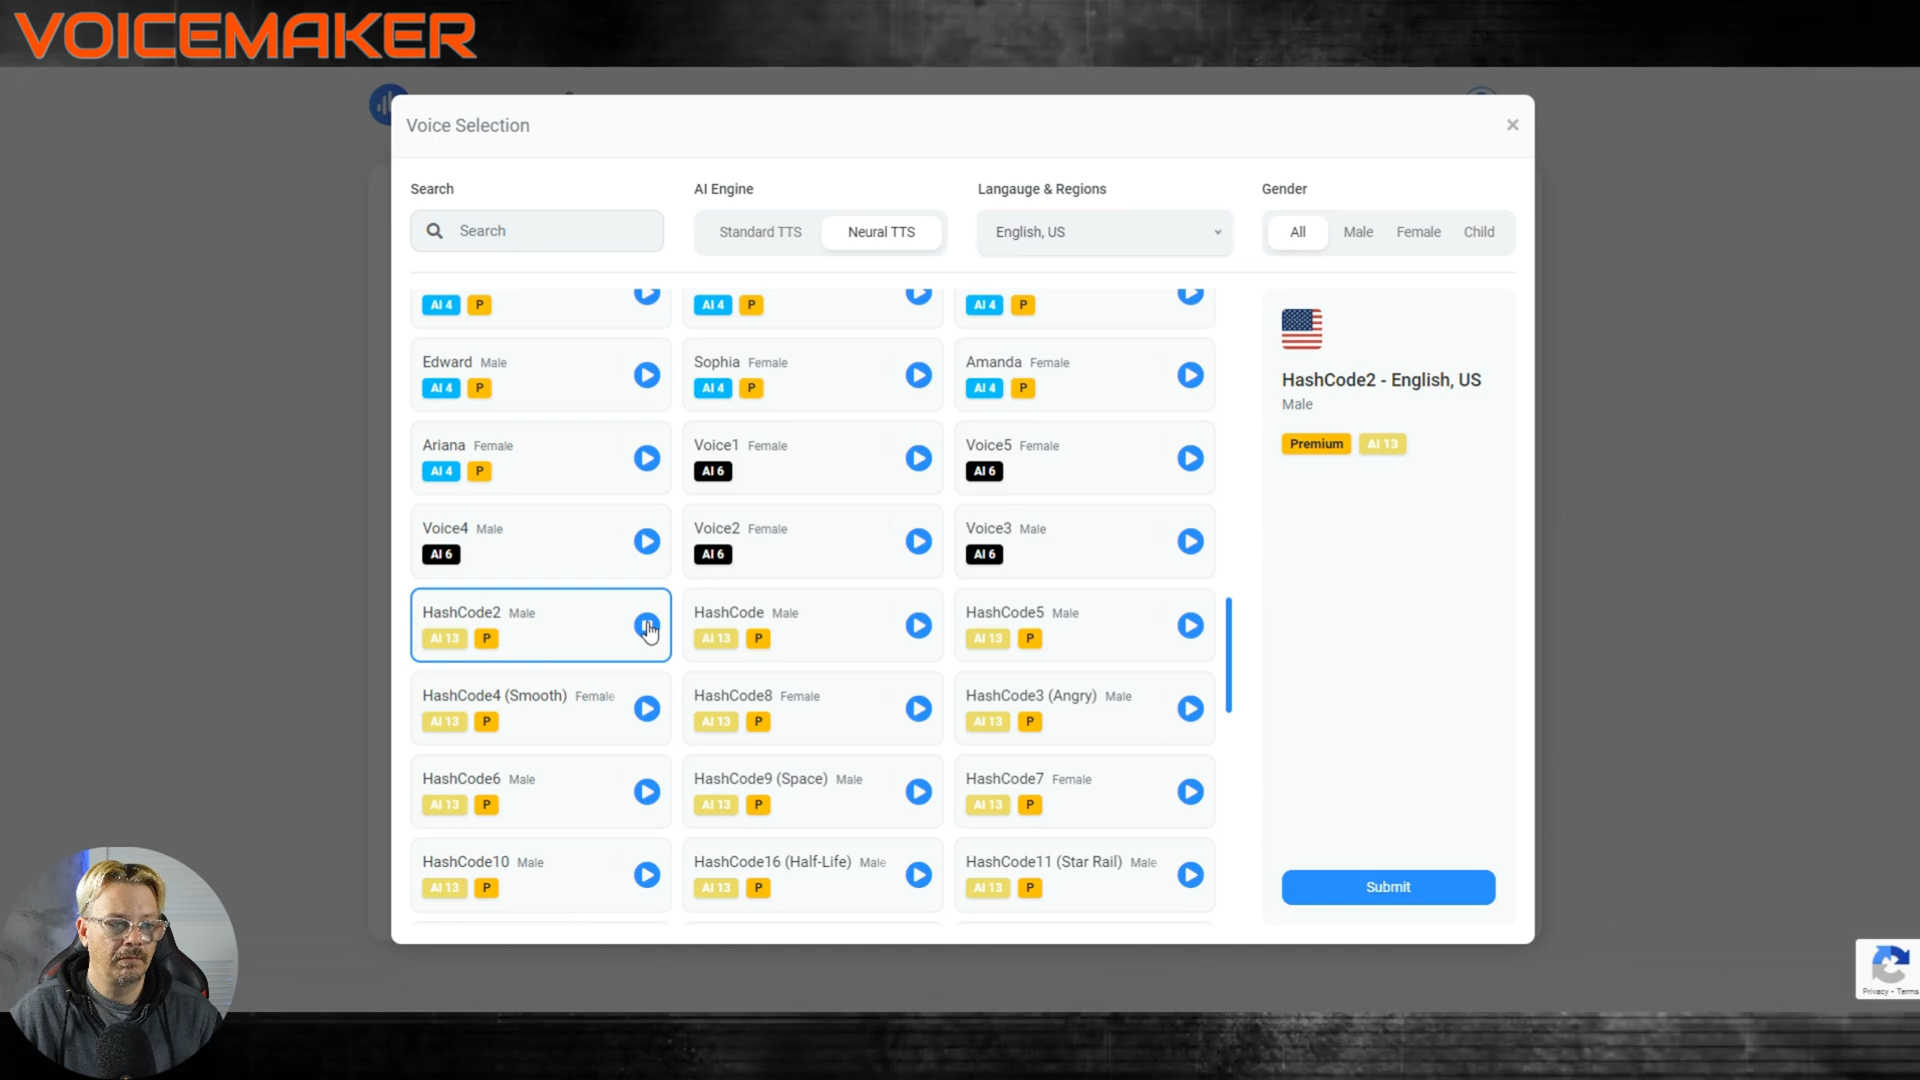 VOICEMAKER
Voice Selection
×
Search
AI Engine
Langauge & Regions
Gender
Search
Standard TTS
Neural TTS
English, US
All
Male
Female
Child
AI 4 P
AI 4 P
AI 4 P
Edward Male
AI 4 P
Sophia Female
AI 4 P
Amanda Female
AI 4 P
Ariana Female
AI 4 P
Voice1 Female
AI 6
Voice5 Female
AI 6
Voice4 Male
AI 6
Voice2 Female
AI 6
Voice3 Male
AI 6
HashCode2 Male
AI 13 P
HashCode Male
AI 13 P
HashCode5 Male
AI 13 P
HashCode4 (Smooth) Female
AI 13 P
HashCode8 Female
AI 13 P
HashCode3 (Angry) Male
AI 13 P
HashCode6 Male
AI 13 P
HashCode9 (Space) Male
AI 13 P
HashCode7 Female
AI 13 P
HashCode10 Male
AI 13 P
HashCode16 (Half-Life) Male
AI 13 P
HashCode11 (Star Rail) Male
AI 13 P
HashCode2 - English, US
Male
Premium AI 13
Submit
Privacy - Terms